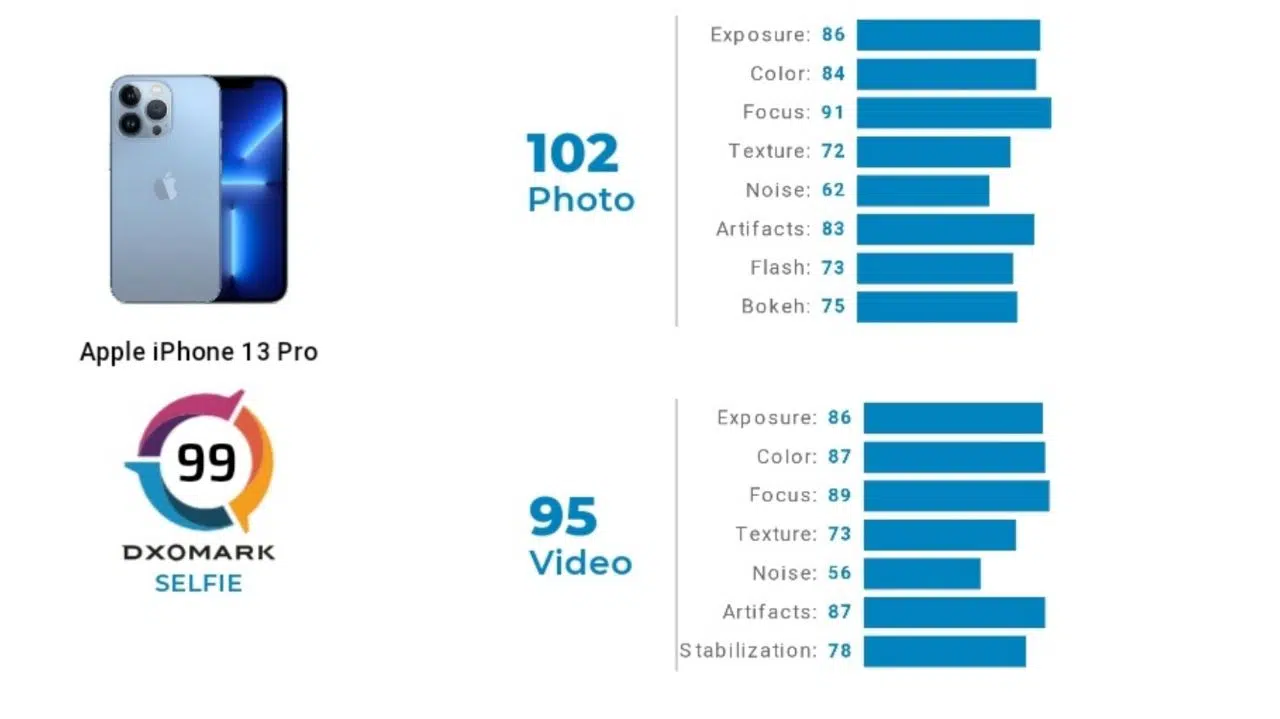 Apple iPhone 13 Pro
99
DXOMARK
SELFIE
102
Photo
Exposure: 86
Color: 84
Focus: 91
Texture: 72
Noise: 62
Artifacts: 83
Flash: 73
Bokeh: 75
95
Video
Exposure: 86
Color: 87
Focus: 89
Texture: 73
Noise: 56
Artifacts: 87
Stabilization: 78